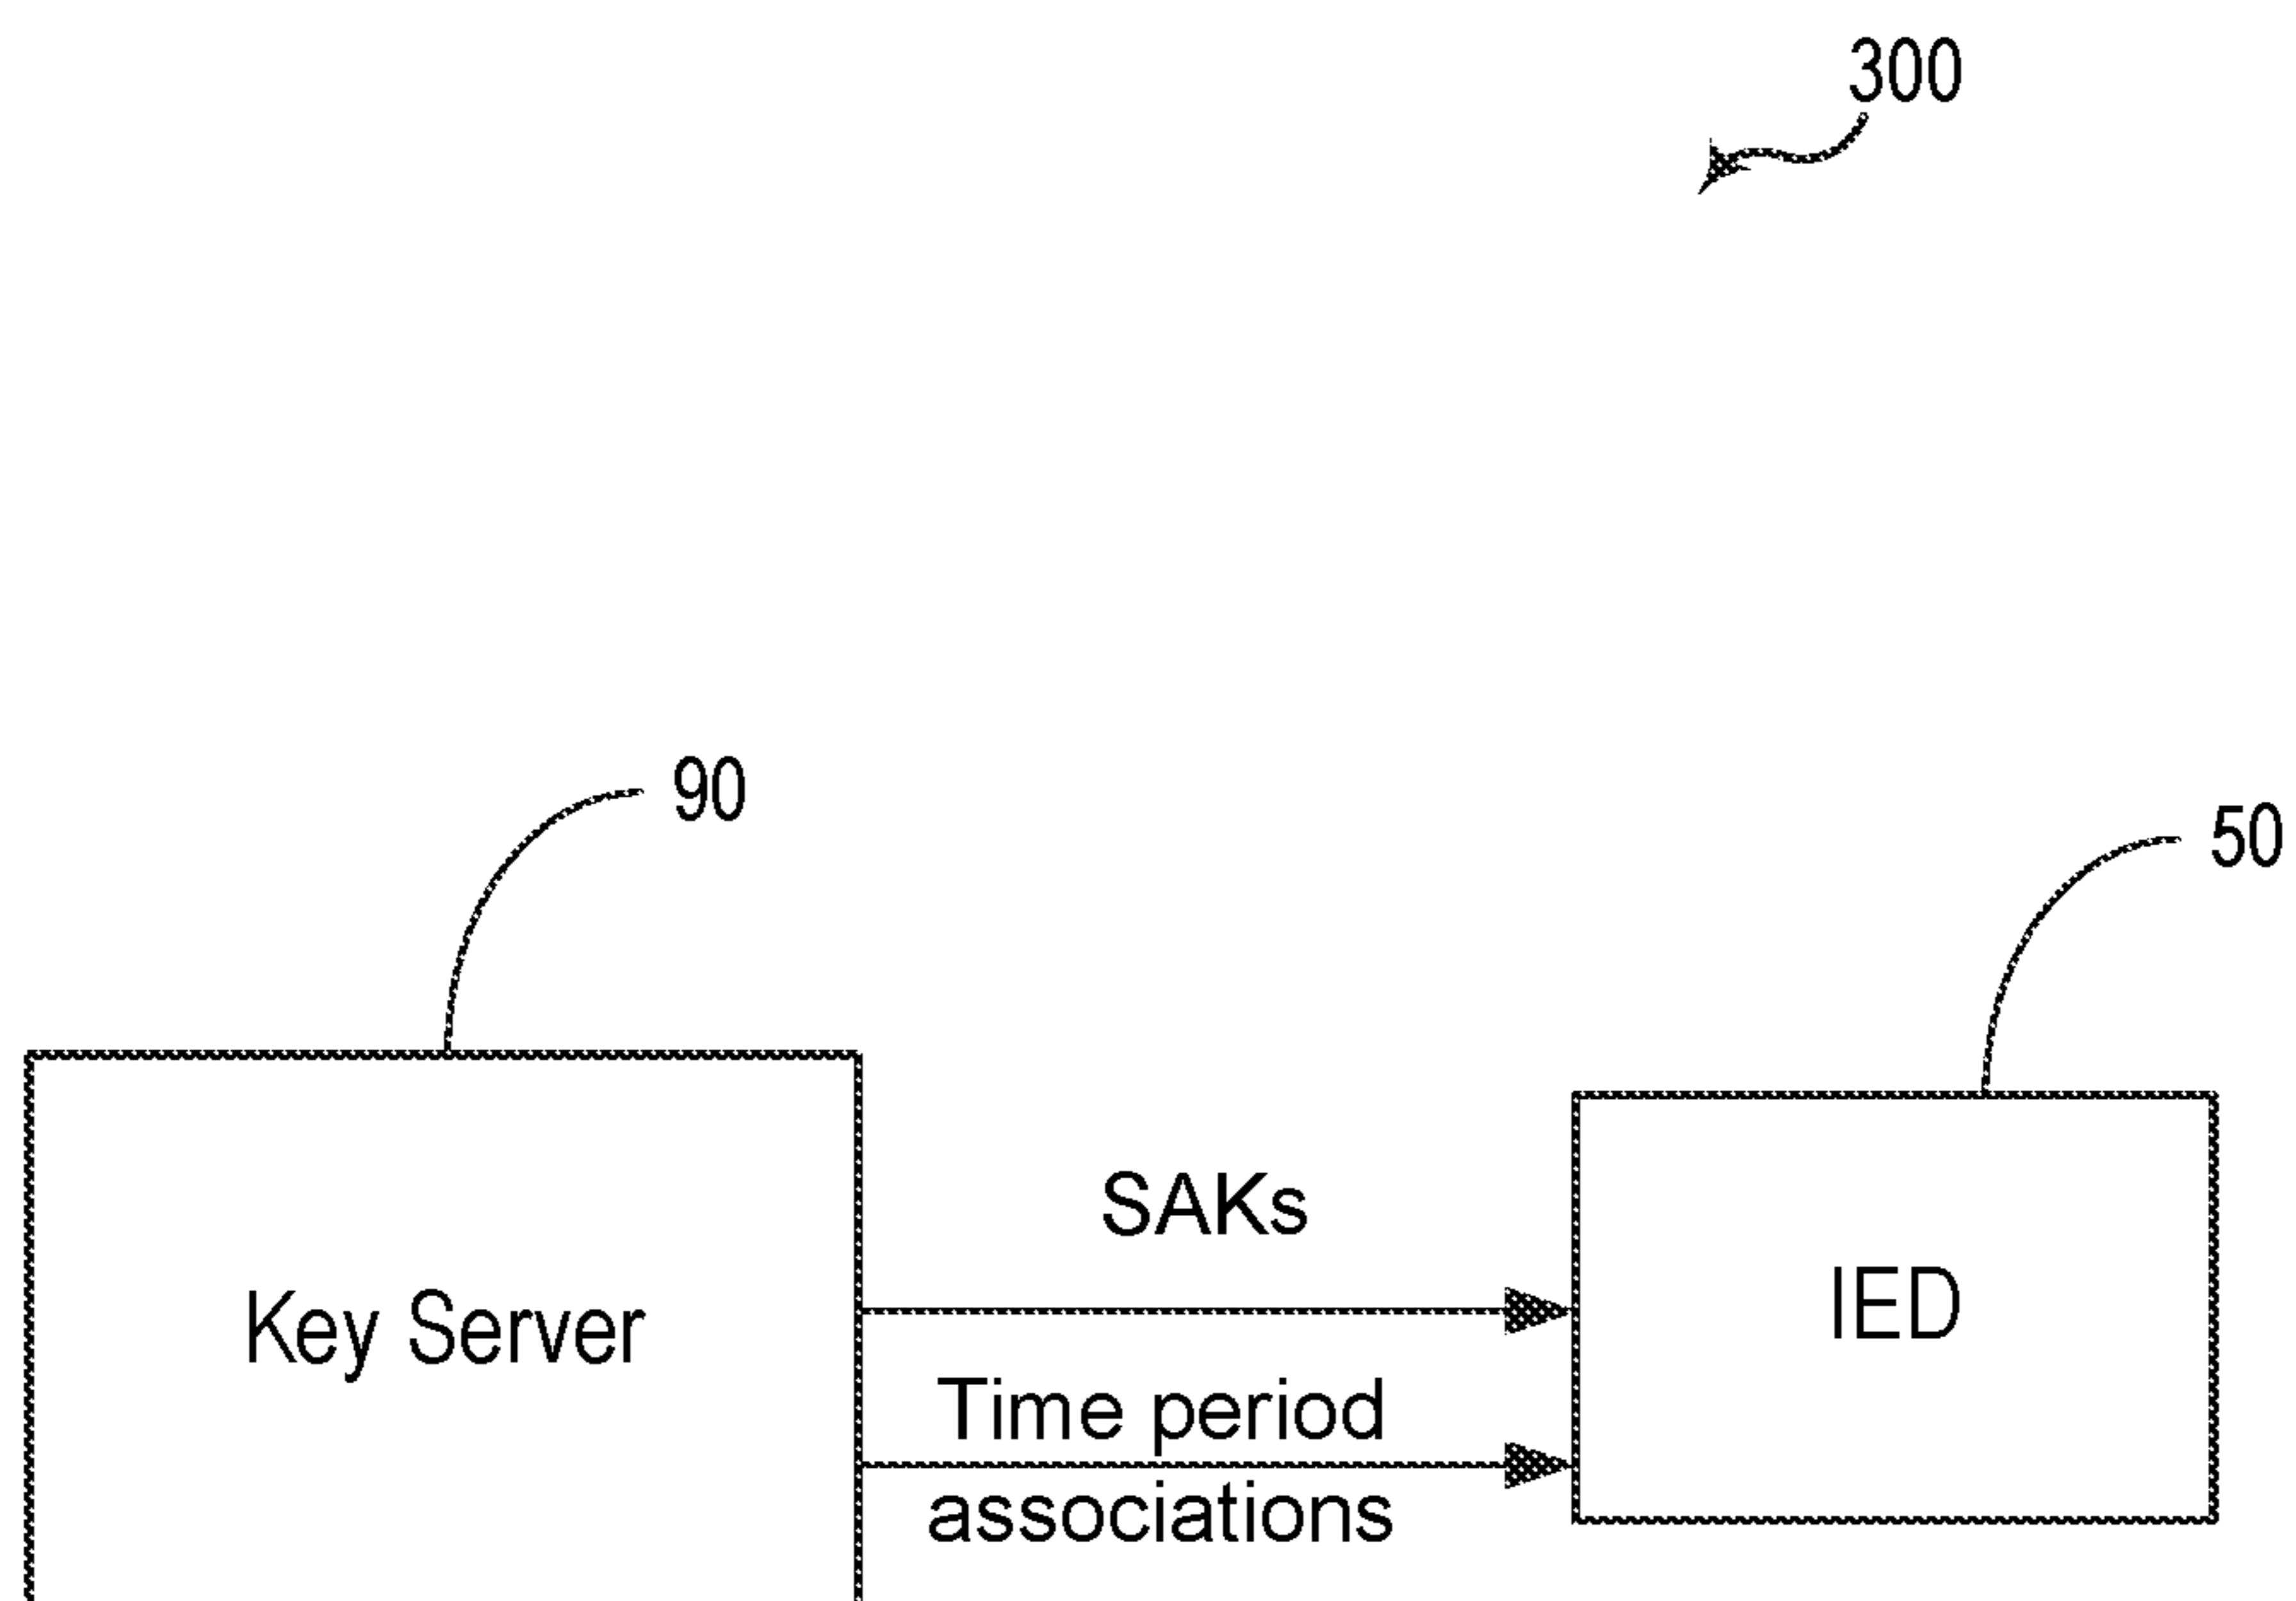 300
90
50
SAKs
Key Server
IED
Time period
associations